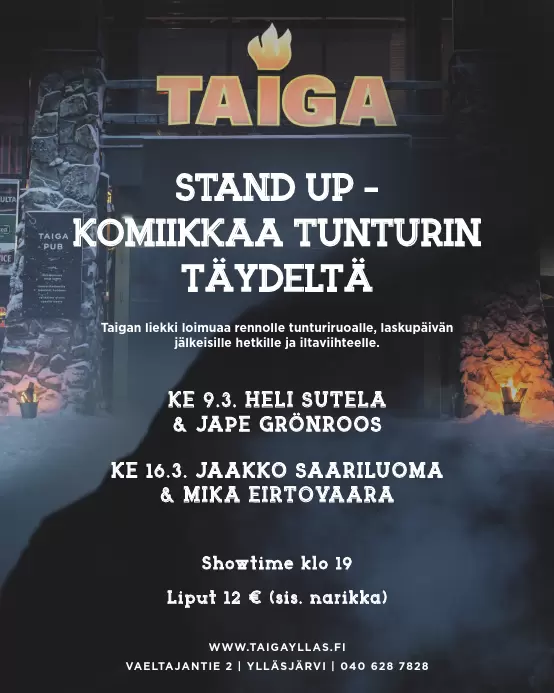 TAIGA
STAND UP -
KOMIIKKAA TUNTURIN
TÄYDELTÄ
TAIGA
PUB
Taigan liekki loimuaa rennolle tunturiruoalle, laskupäivän
jälkeisille hetkille ja iltaviihteelle.
KE 9.3. HELI SUTELA
& JAPE GRÖNROOS
KE 16.3. JAAKKO SAARILUOMA
& MIKA EIRTOVAARA
Showtime klo 19
Liput 12 € (sis. narikka)
WWW.TAIGAYLLAS.FI
VAELTAJANTIE 2 | YLLÄSJÄRVI | 040 628 7828